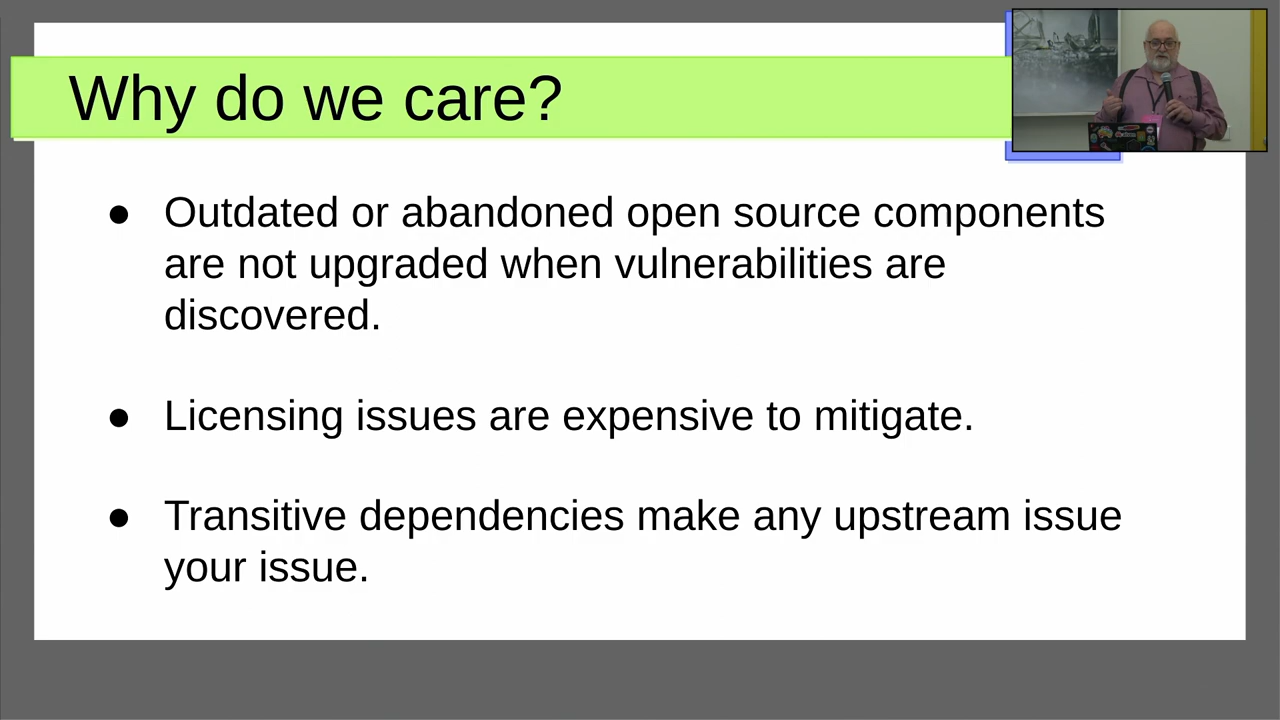 Why do we care?
● Outdated or abandoned open source components
are not upgraded when vulnerabilities are
discovered.
● Licensing issues are expensive to mitigate.
● Transitive dependencies make any upstream issue
your issue.